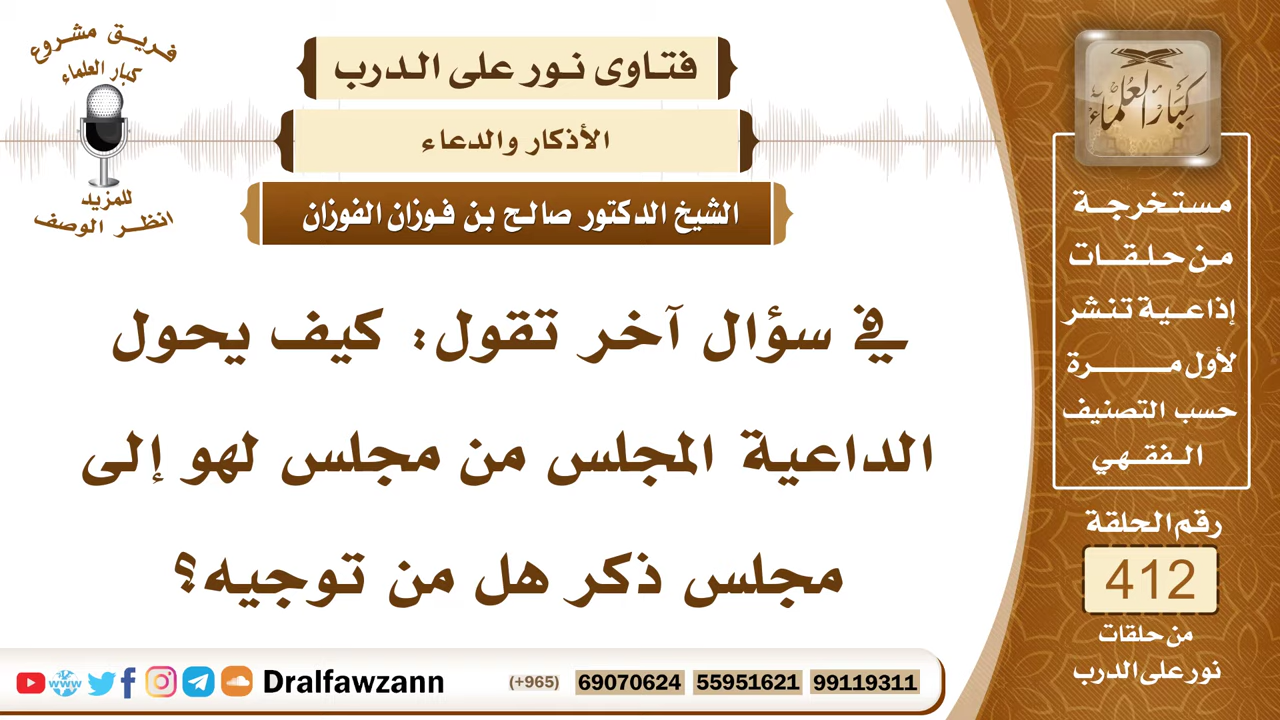 فريق مشروع
كبار العلماء
للمزيد
انظر الوصف
فتاوى نور على الدرب
الأذكار والدعاء
الشيخ الدكتور صالح بن فوزان الفوزان
في سؤال آخر تقول: كيف يحول
الداعية المجلس من مجلس لهو إلى
مجلس ذكر هل من توجيه؟
كبار العلماء
مستخرجة
من حلقات
إذاعية تنشر
لأول مرة
حسب التصنيف
الفقهي
رقم الحلقة
412
من حلقات
نور على الدرب
www Dralfawzann (+965) 69070624 55951621 99119311